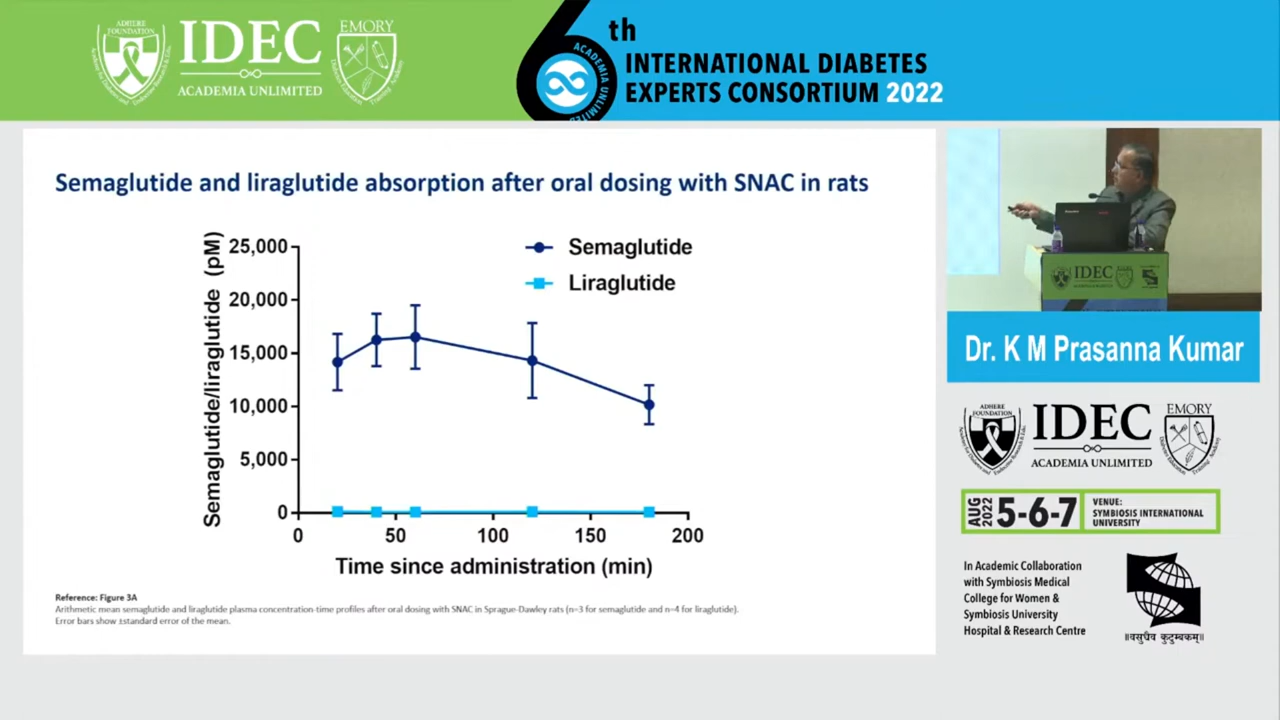 ADHERE
FOUNDATION
IDEC
ACADEMIA UNLIMITED
EMORY
6th
ACADEMIA UNLIMITED
INTERNATIONAL DIABETES
EXPERTS CONSORTIUM 2022
Semaglutide and liraglutide absorption after oral dosing with SNAC in rats
Semaglutide/liraglutide (pM)
25,000
20,000
15,000
10,000
5,000
0
Semaglutide
Liraglutide
0 50 100 150 200
Time since administration (min)
Reference: Figure 3A
Arithmetic mean semaglutide and liraglutide plasma concentration-time profiles after oral dosing with SNAC in Sprague-Dawley rats (n=3 for semaglutide and n=4 for liraglutide).
Error bars show ±standard error of the mean.
IDEC
Dr. K M Prasanna Kumar
ADHERE
FOUNDATION
IDEC
ACADEMIA UNLIMITED
EMORY
AUG
2022
5-6-7
VENUE:
SYMBIOSIS INTERNATIONAL
UNIVERSITY
In Academic Collaboration
with Symbiosis Medical
College for Women &
Symbiosis University
Hospital & Research Centre
॥वसुधैव कुटुम्बकम्॥